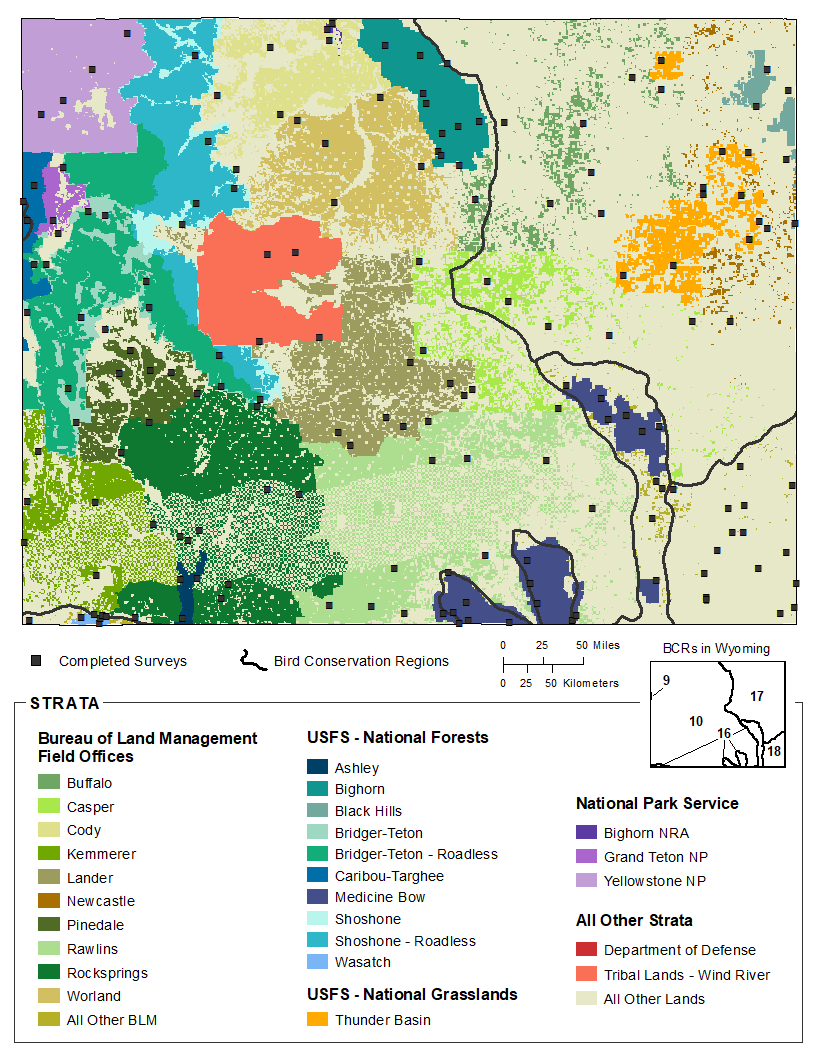 Completed Surveys
Bird Conservation Regions
0 25 50 Miles
0 25 50 Kilometers
BCRs in Wyoming
9
17
10
16
18
STRATA
Bureau of Land Management
Field Offices
Buffalo
Casper
Cody
Kemmerer
Lander
Newcastle
Pinedale
Rawlins
Rocksprings
Worland
All Other BLM
USFS - National Forests
Ashley
Bighorn
Black Hills
Bridger-Teton
Bridger-Teton - Roadless
Caribou-Targhee
Medicine Bow
Shoshone
Shoshone - Roadless
Wasatch
USFS - National Grasslands
Thunder Basin
National Park Service
Bighorn NRA
Grand Teton NP
Yellowstone NP
All Other Strata
Department of Defense
Tribal Lands - Wind River
All Other Lands